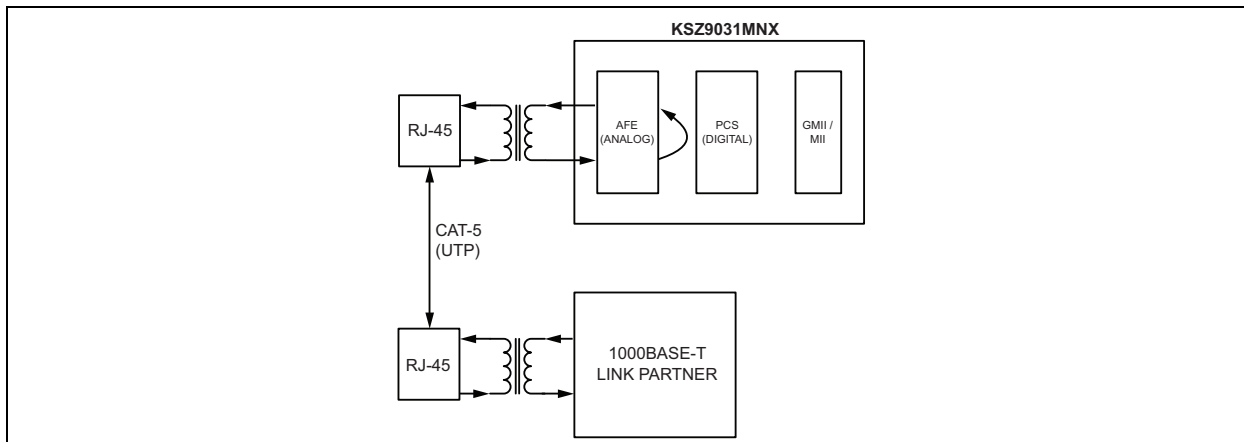 KSZ9031MNX
RJ-45
AFE
(ANALOG)
PCS
(DIGITAL)
GMII /
MII
CAT-5
(UTP)
RJ-45
1000BASE-T
LINK PARTNER